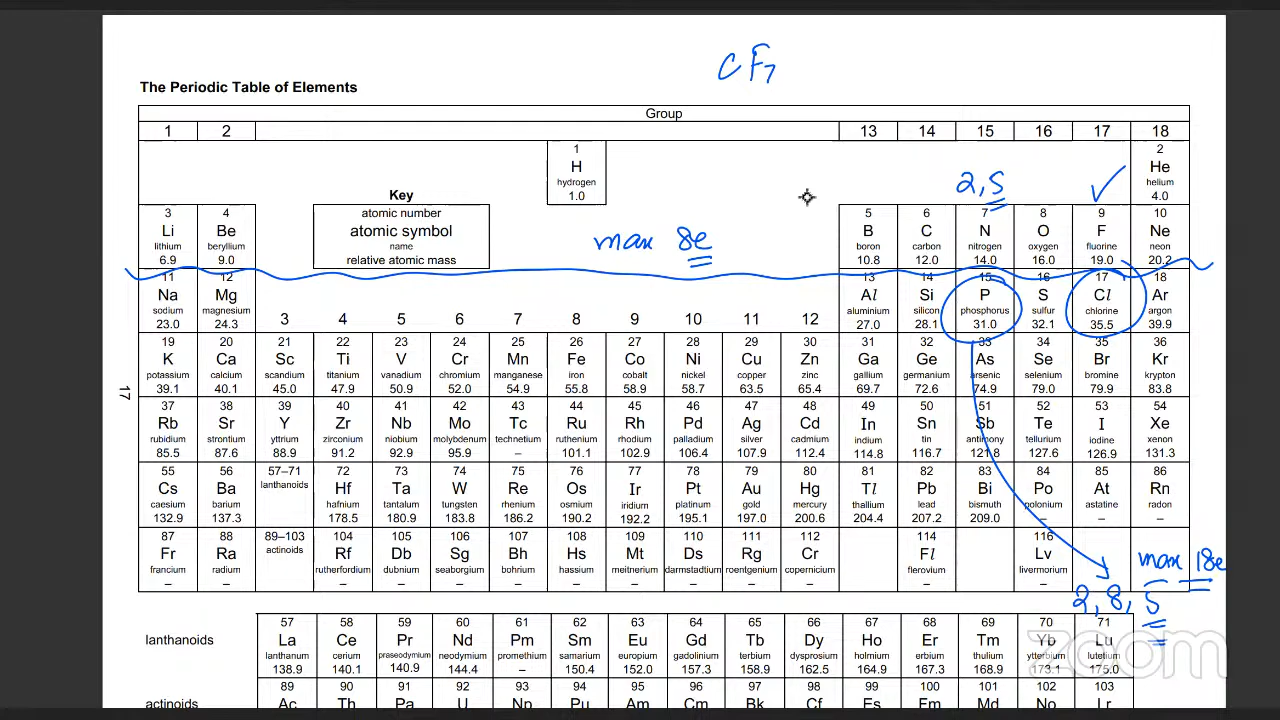 CF7
The Periodic Table of Elements
Group
1 2 13 14 15 16 17 18
1 2
H He
hydrogen helium
1.0 4.0
2,5
Key
atomic number
atomic symbol
name
relative atomic mass
max 8e
3 4 5 6 7 8 9 10
Li Be B C N O F Ne
lithium beryllium boron carbon nitrogen oxygen fluorine neon
6.9 9.0 10.8 12.0 14.0 16.0 19.0 20.2
11 12 13 14 15 16 17 18
Na Mg Al Si P S Cl Ar
sodium magnesium aluminium silicon phosphorus sulfur chlorine argon
23.0 24.3 3 4 5 6 7 8 9 10 11 12 27.0 28.1 31.0 32.1 35.5 39.9
19 20 21 22 23 24 25 26 27 28 29 30 31 32 33 34 35 36
K Ca Sc Ti V Cr Mn Fe Co Ni Cu Zn Ga Ge As Se Br Kr
potassium calcium scandium titanium vanadium chromium manganese iron cobalt nickel copper zinc gallium germanium arsenic selenium bromine krypton
39.1 40.1 45.0 47.9 50.9 52.0 54.9 55.8 58.9 58.7 63.5 65.4 69.7 72.6 74.9 79.0 79.9 83.8
37 38 39 40 41 42 43 44 45 46 47 48 49 50 51 52 53 54
Rb Sr Y Zr Nb Mo Tc Ru Rh Pd Ag Cd In Sn Sb Te I Xe
rubidium strontium yttrium zirconium niobium molybdenum technetium ruthenium rhodium palladium silver cadmium indium tin antimony tellurium iodine xenon
85.5 87.6 88.9 91.2 92.9 95.9 – 101.1 102.9 106.4 107.9 112.4 114.8 116.7 121.8 127.6 126.9 131.3
55 56 57–71 72 73 74 75 76 77 78 79 80 81 82 83 84 85 86
Cs Ba lanthanoids Hf Ta W Re Os Ir Pt Au Hg Tl Pb Bi Po At Rn
caesium barium hafnium tantalum tungsten rhenium osmium iridium platinum gold mercury thallium lead bismuth polonium astatine radon
132.9 137.3 178.5 180.9 183.8 186.2 190.2 192.2 195.1 197.0 200.6 204.4 207.2 209.0 – – –
87 88 89–103 104 105 106 107 108 109 110 111 112 114 116
Fr Ra actinoids Rf Db Sg Bh Hs Mt Ds Rg Cr Fl Lv
francium radium rutherfordium dubnium seaborgium bohrium hassium meitnerium darmstadtium roentgenium copernicium flerovium livermorium
– – – – – – – – – – – – – –
max 18e
2, 8, 5
17
57 58 59 60 61 62 63 64 65 66 67 68 69 70 71
lanthanoids La Ce Pr Nd Pm Sm Eu Gd Tb Dy Ho Er Tm Yb Lu
lanthanum cerium praseodymium neodymium promethium samarium europium gadolinium terbium dysprosium holmium erbium thulium ytterbium lutetium
138.9 140.1 140.9 144.4 – 150.4 152.0 157.3 158.9 162.5 164.9 167.3 168.9 173.1 175.0
zoom
89 90 91 92 93 94 95 96 97 98 99 100 101 102 103
actinoids Ac Th Pa U Np Pu Am Cm Bk Cf Es Fm Md No Lr